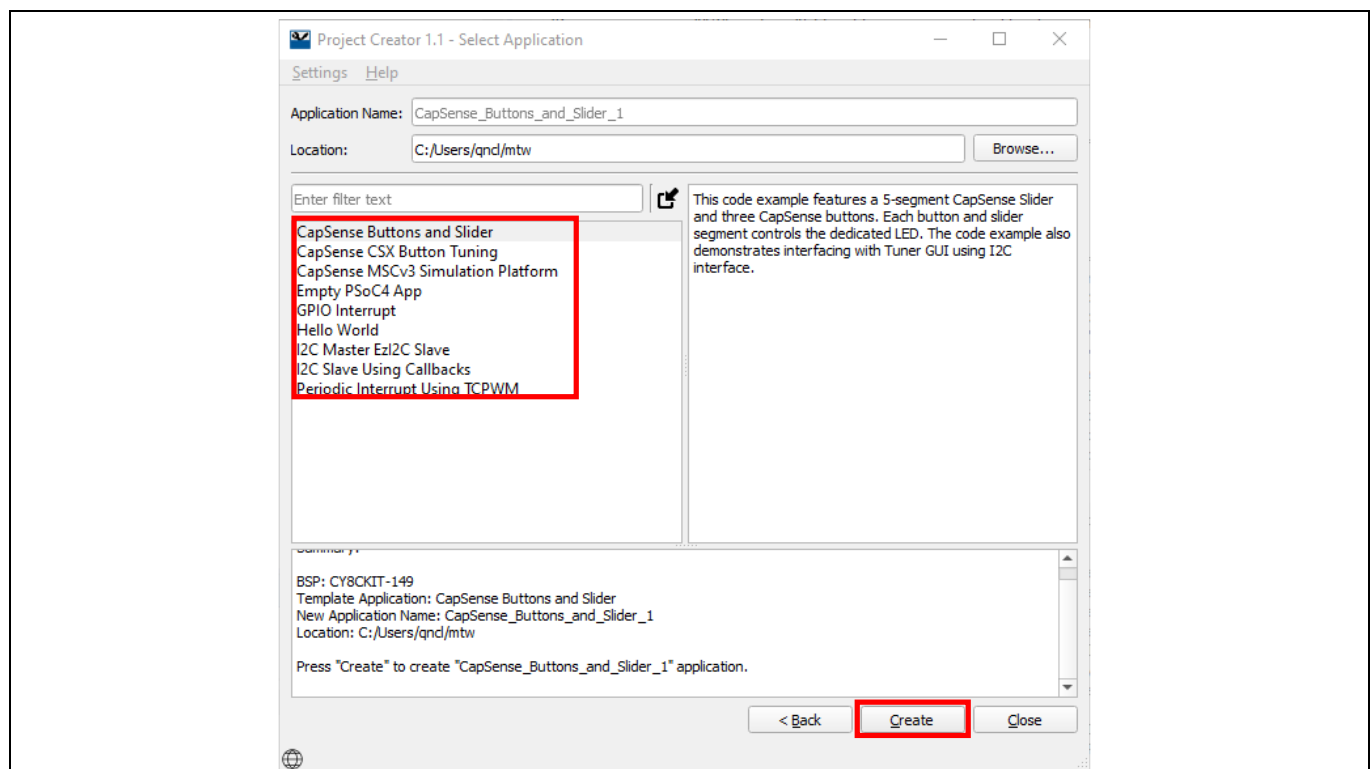 Project Creator 1.1 - Select Application
Settings Help
Application Name: CapSense_Buttons_and_Slider_1
Location: C:/Users/qncl/mtw Browse...
Enter filter text
CapSense Buttons and Slider
CapSense CSX Button Tuning
CapSense MSCv3 Simulation Platform
Empty PSoC4 App
GPIO Interrupt
Hello World
I2C Master EzI2C Slave
I2C Slave Using Callbacks
Periodic Interrupt Using TCPWM
This code example features a 5-segment CapSense Slider
and three CapSense buttons. Each button and slider
segment controls the dedicated LED. The code example also
demonstrates interfacing with Tuner GUI using I2C
interface.
Summary:
BSP: CY8CKIT-149
Template Application: CapSense Buttons and Slider
New Application Name: CapSense_Buttons_and_Slider_1
Location: C:/Users/qncl/mtw
Press "Create" to create "CapSense_Buttons_and_Slider_1" application.
< Back Create Close